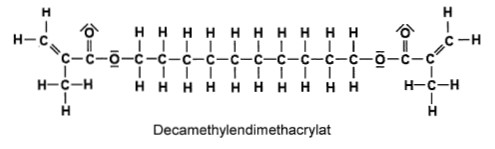 H H
O H H H H H H H H H H O
H–C C–H
C–O–C–C–C–C–C–C–C–C–C–C–O–C
H–C–H H H H H H H H H H H H–C–H
H H
Decamethylendimethacrylat